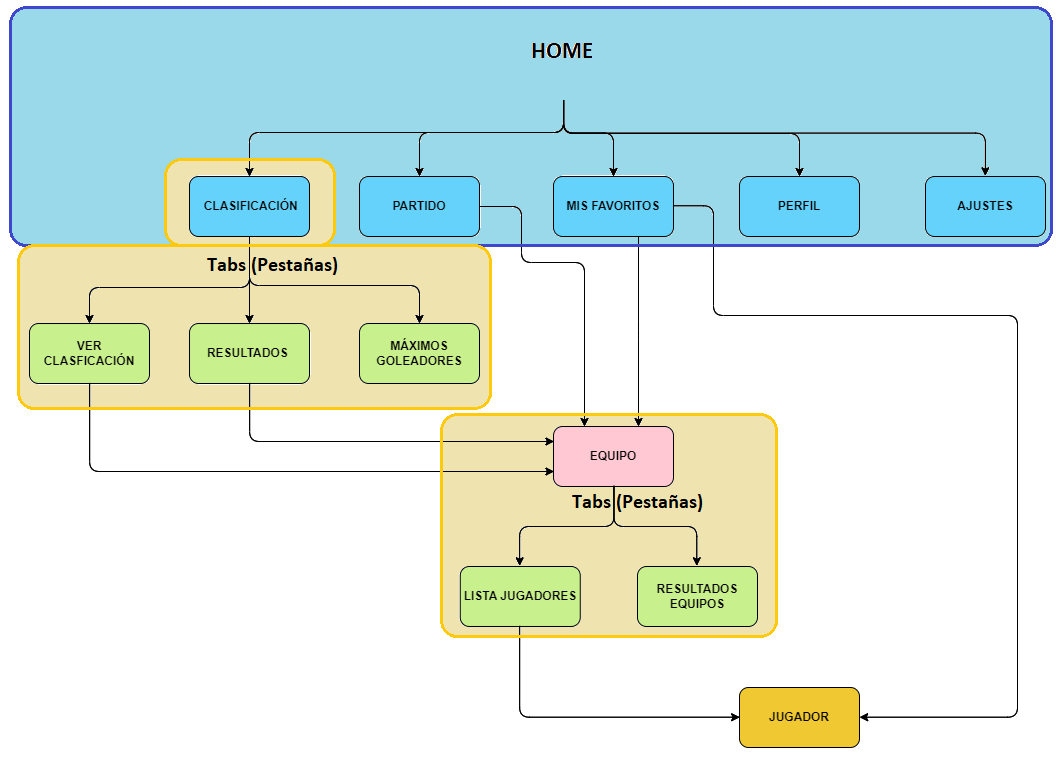 HOME
CLASIFICACIÓN
PARTIDO
MIS FAVORITOS
PERFIL
AJUSTES
Tabs (Pestañas)
VER
CLASFICACIÓN
RESULTADOS
MÁXIMOS
GOLEADORES
EQUIPO
Tabs (Pestañas)
LISTA JUGADORES
RESULTADOS
EQUIPOS
JUGADOR